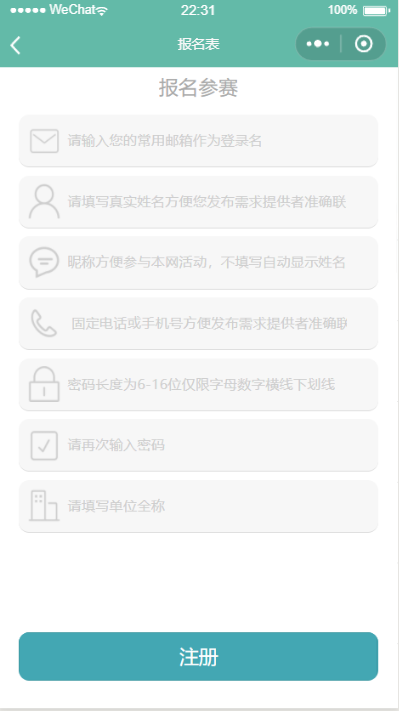 WeChat 22:31 100%
报名表
报名参赛
请输入您的常用邮箱作为登录名
请填写真实姓名方便您发布需求提供者准确联
昵称方便参与本网活动，不填写自动显示姓名
固定电话或手机号方便发布需求提供者准确联
密码长度为6-16位仅限字母数字横线下划线
请再次输入密码
请填写单位全称
注册